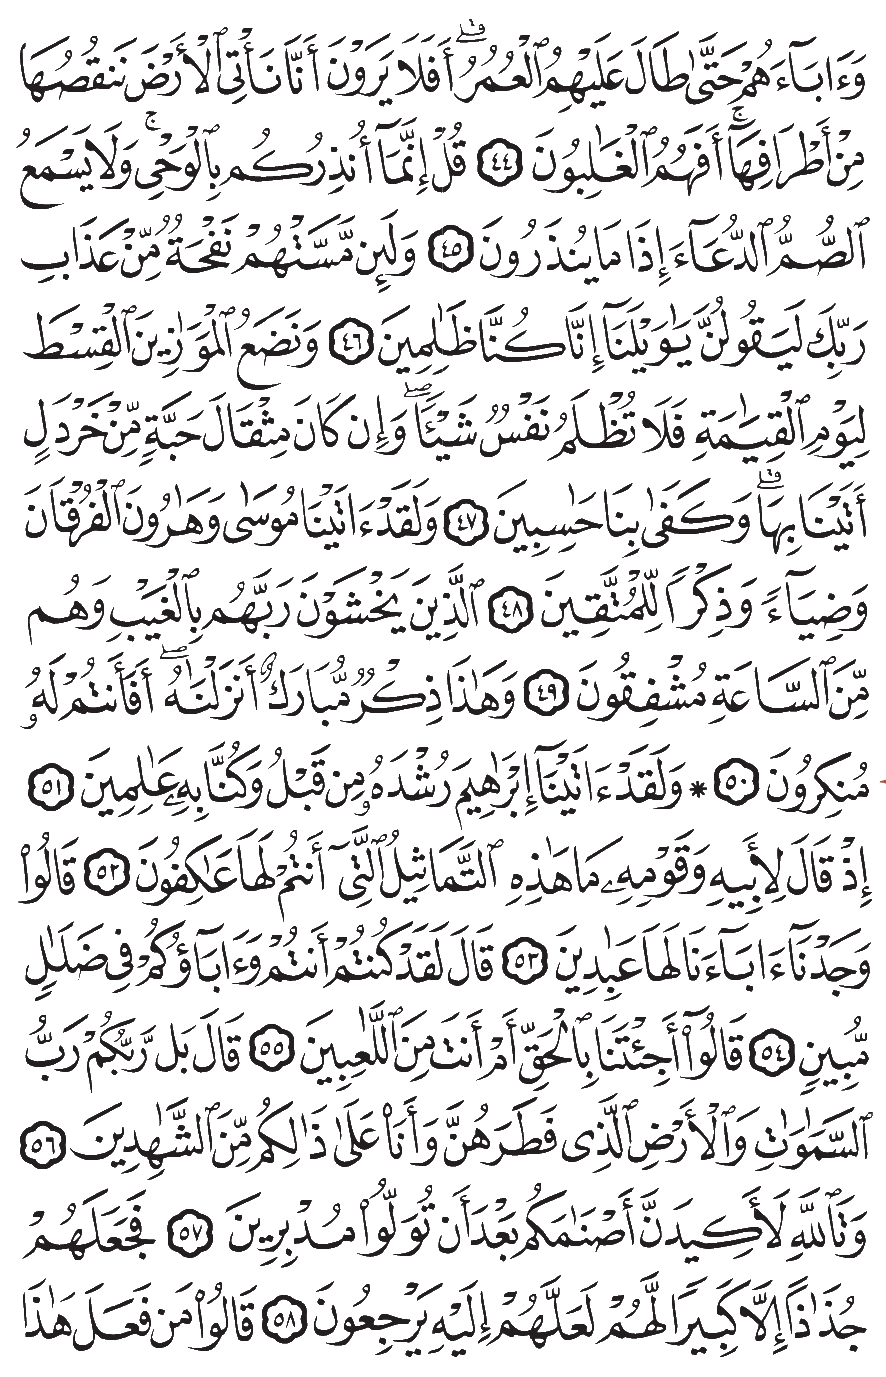 وَءَابَآءَهُمْ حَتَّىٰ طَالَ عَلَيْهِمُ ٱلْعُمُرُۗ أَفَلَا يَرَوْنَ أَنَّا نَأْتِي ٱلْأَرْضَ نَنقُصُهَا
مِنْ أَطْرَافِهَآۚ أَفَهُمُ ٱلْغَٰلِبُونَ ٤٤ قُلْ إِنَّمَآ أُنذِرُكُم بِٱلْوَحْيِۚ وَلَا يَسْمَعُ
ٱلصُّمُّ ٱلدُّعَآءَ إِذَا مَا يُنذَرُونَ ٤٥ وَلَئِن مَّسَّتْهُمْ نَفْحَةٌ مِّنْ عَذَابِ
رَبِّكَ لَيَقُولُنَّ يَٰوَيْلَنَآ إِنَّا كُنَّا ظَٰلِمِينَ ٤٦ وَنَضَعُ ٱلْمَوَٰزِينَ ٱلْقِسْطَ
لِيَوْمِ ٱلْقِيَٰمَةِ فَلَا تُظْلَمُ نَفْسٌ شَيْـًٔاۖ وَإِن كَانَ مِثْقَالَ حَبَّةٍ مِّنْ خَرْدَلٍ
أَتَيْنَا بِهَاۗ وَكَفَىٰ بِنَا حَٰسِبِينَ ٤٧ وَلَقَدْ ءَاتَيْنَا مُوسَىٰ وَهَٰرُونَ ٱلْفُرْقَانَ
وَضِيَآءً وَذِكْرًا لِّلْمُتَّقِينَ ٤٨ ٱلَّذِينَ يَخْشَوْنَ رَبَّهُم بِٱلْغَيْبِ وَهُم
مِّنَ ٱلسَّاعَةِ مُشْفِقُونَ ٤٩ وَهَٰذَا ذِكْرٌ مُّبَارَكٌ أَنزَلْنَٰهُۖ أَفَأَنتُمْ لَهُۥ
مُنكِرُونَ ٥٠ * وَلَقَدْ ءَاتَيْنَآ إِبْرَٰهِيمَ رُشْدَهُۥ مِن قَبْلُ وَكُنَّا بِهِۦ عَٰلِمِينَ ٥١
إِذْ قَالَ لِأَبِيهِ وَقَوْمِهِۦ مَا هَٰذِهِ ٱلتَّمَاثِيلُ ٱلَّتِيٓ أَنتُمْ لَهَا عَٰكِفُونَ ٥٢ قَالُوا۟
وَجَدْنَآ ءَابَآءَنَا لَهَا عَٰبِدِينَ ٥٣ قَالَ لَقَدْ كُنتُمْ أَنتُمْ وَءَابَآؤُكُمْ فِي ضَلَٰلٍ
مُّبِينٍ ٥٤ قَالُوٓا۟ أَجِئْتَنَا بِٱلْحَقِّ أَمْ أَنتَ مِنَ ٱللَّٰعِبِينَ ٥٥ قَالَ بَل رَّبُّكُمْ رَبُّ
ٱلسَّمَٰوَٰتِ وَٱلْأَرْضِ ٱلَّذِي فَطَرَهُنَّ وَأَنَا۠ عَلَىٰ ذَٰلِكُم مِّنَ ٱلشَّٰهِدِينَ ٥٦
وَتَٱللَّهِ لَأَكِيدَنَّ أَصْنَٰمَكُم بَعْدَ أَن تُوَلُّوا۟ مُدْبِرِينَ ٥٧ فَجَعَلَهُمْ
جُذَٰذًا إِلَّا كَبِيرًا لَّهُمْ لَعَلَّهُمْ إِلَيْهِ يَرْجِعُونَ ٥٨ قَالُوا۟ مَن فَعَلَ هَٰذَا